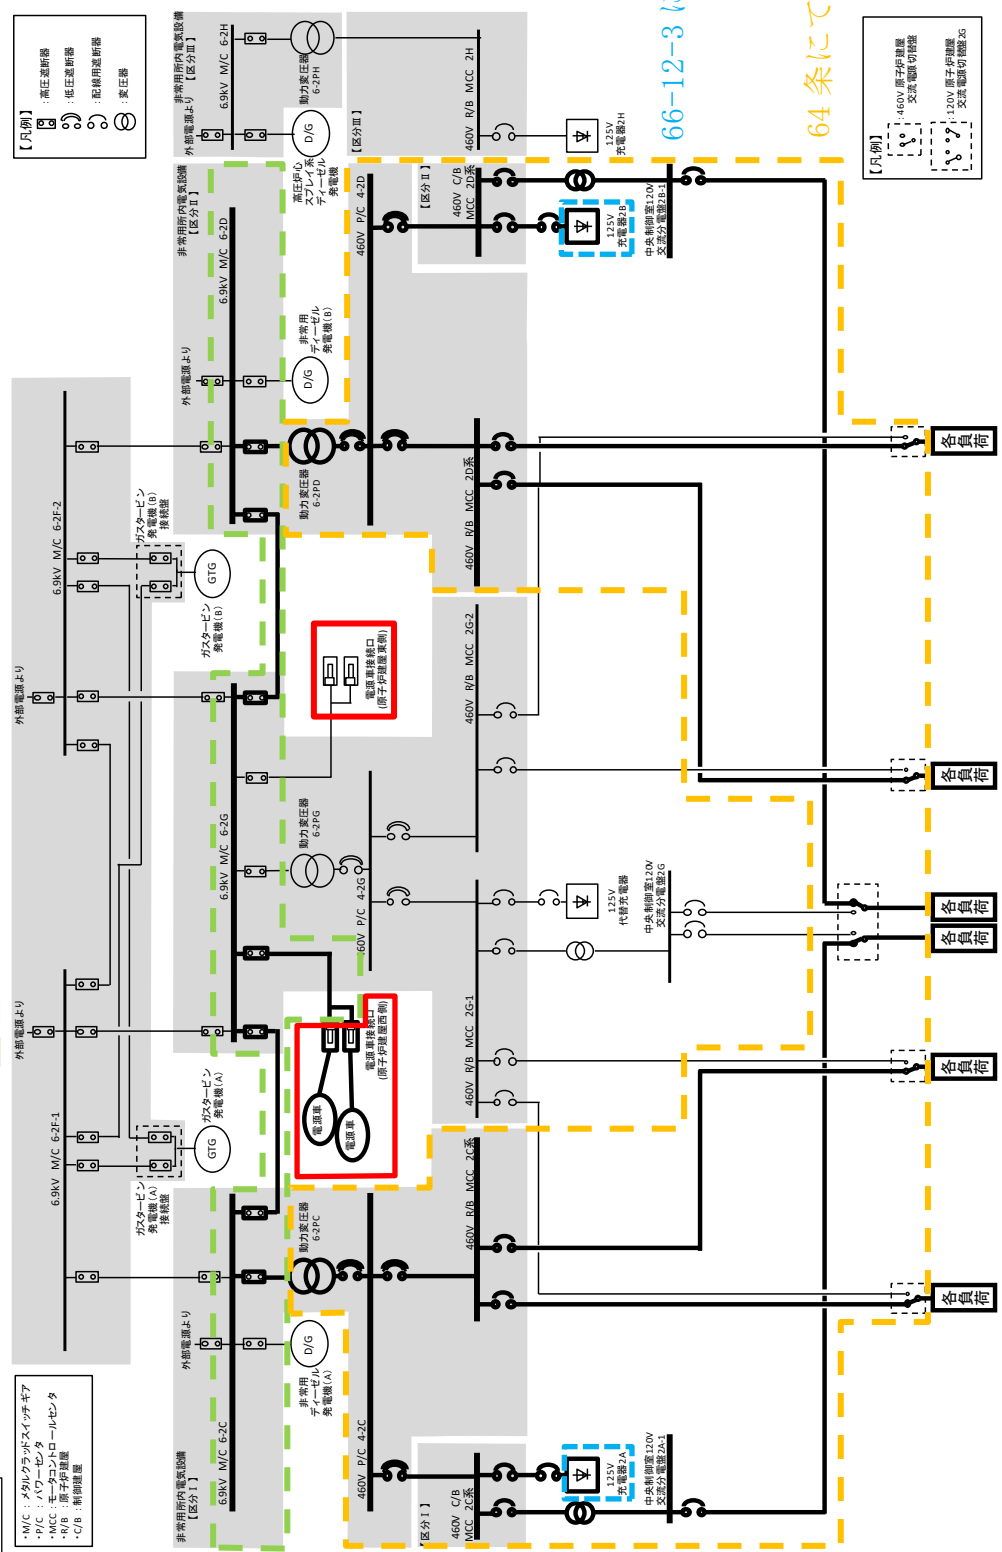 ・M/C : メタルクラッドスイッチギア
・P/C : パワーセンタ
・MCC : モータコントロールセンタ
・R/B : 原子炉建屋
・C/B : 制御建屋
外部電源より
外部電源より
6.9kV M/C 6-2F-1
6.9kV M/C 6-2F-2
ガスタービン
発電機(A)
接続盤
GTG
ガスタービン
発電機(A)
ガスタービン
発電機(B)
接続盤
GTG
ガスタービン
発電機(B)
【凡例】
:高圧遮断器
:低圧遮断器
:配線用遮断器
:変圧器
非常用所内電気設備
【区分Ⅰ】
外部電源より
6.9kV M/C 6-2C
6.9kV M/C 6-2G
非常用所内電気設備
【区分Ⅱ】
外部電源より
6.9kV M/C 6-2D
非常用所内電気設備
【区分Ⅲ】
外部電源より
6.9kV M/C 6-2H
D/G
非常用
ディーゼル
発電機(A)
動力変圧器
6-2PC
電源車
電源車
電源車接続口
(原子炉建屋西側)
動力変圧器
6-2PG
電源車接続口
(原子炉建屋東側)
動力変圧器
6-2PD
D/G
非常用
ディーゼル
発電機(B)
D/G
高圧炉心
スプレイ系
ディーゼル
発電機
動力変圧器
6-2PH
460V P/C 4-2C
460V P/C 4-2G
460V P/C 4-2D
【区分Ⅰ】
460V C/B
MCC 2C系
460V R/B MCC 2C系
460V R/B MCC 2G-1
460V R/B MCC 2G-2
460V R/B MCC 2D系
【区分Ⅱ】
460V C/B
MCC 2D系
【区分Ⅲ】
460V R/B MCC 2H
125V
充電器2A
125V
代替充電器
125V
充電器2B
125V
充電器2H
中央制御室120V
交流分電盤2A-1
中央制御室120V
交流分電盤2G
中央制御室120V
交流分電盤2B-1
66-12-3 に
64 条にて
【凡例】
:460V 原子炉建屋
交流電源切替盤
:120V 原子炉建屋
交流電源切替盤2G
各負荷
各負荷
各負荷
各負荷
各負荷
各負荷
各負荷